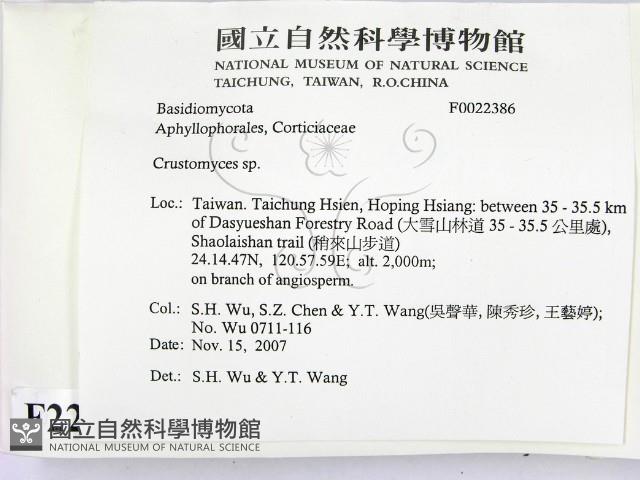 國立自然科學博物館
NATIONAL MUSEUM OF NATURAL SCIENCE
TAICHUNG, TAIWAN, R.O.CHINA
Basidiomycota F0022386
Aphyllophorales, Corticiaceae
Crustomyces sp.
Loc.: Taiwan. Taichung Hsien, Hoping Hsiang: between 35 - 35.5 km
of Dasyueshan Forestry Road (大雪山林道 35 - 35.5 公里處),
Shaolaishan trail (稍來山步道)
24.14.47N, 120.57.59E; alt. 2,000m;
on branch of angiosperm.
Col.: S.H. Wu, S.Z. Chen & Y.T. Wang(吳聲華, 陳秀珍, 王藝婷);
No. Wu 0711-116
Date: Nov. 15, 2007
Det.: S.H. Wu & Y.T. Wang
F22
國立自然科學博物館
NATIONAL MUSEUM OF NATURAL SCIENCE